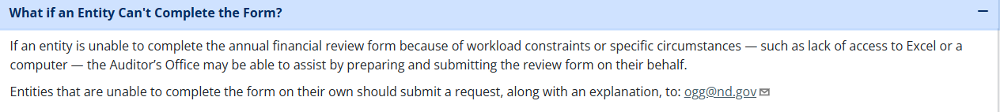 What if an Entity Can't Complete the Form?
If an entity is unable to complete the annual financial review form because of workload constraints or specific circumstances — such as lack of access to Excel or a
computer — the Auditor’s Office may be able to assist by preparing and submitting the review form on their behalf.
Entities that are unable to complete the form on their own should submit a request, along with an explanation, to: ogg@nd.gov